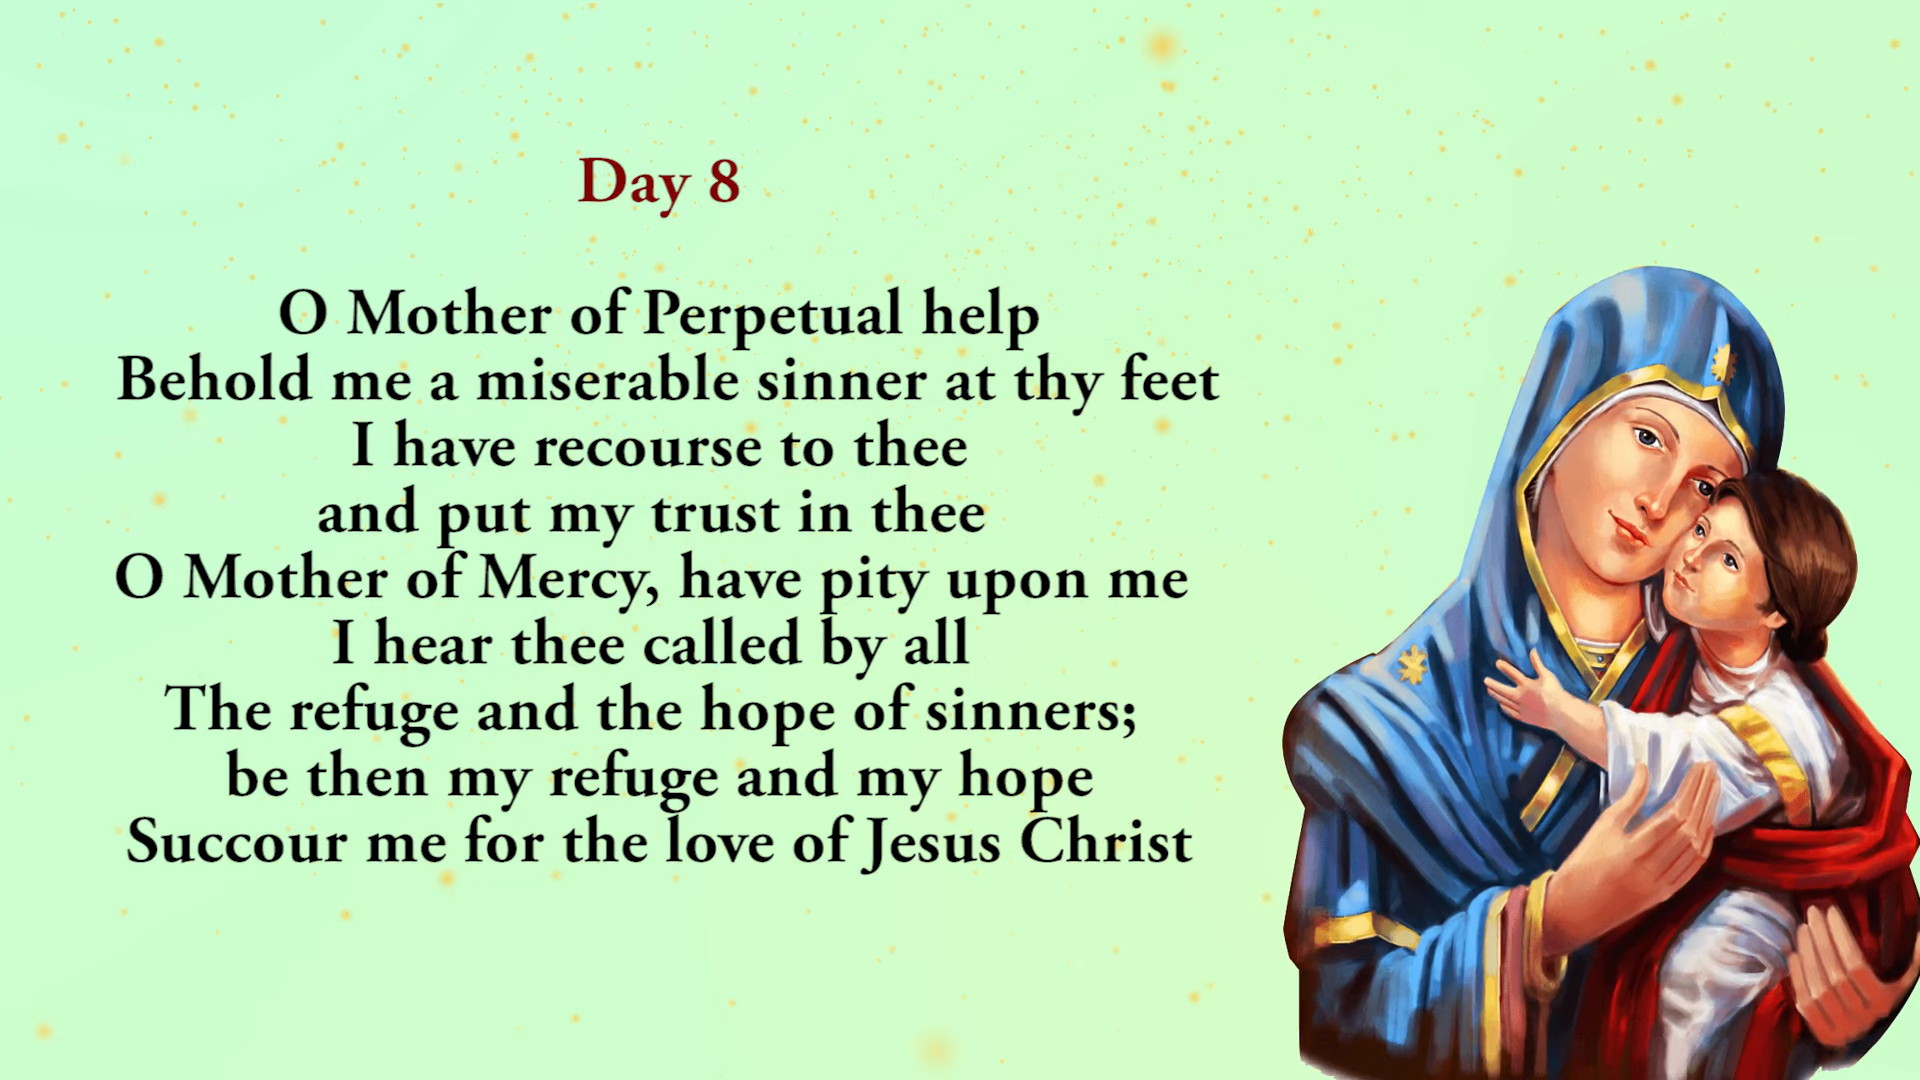 Day 8
O Mother of Perpetual help
Behold me a miserable sinner at thy feet
I have recourse to thee
and put my trust in thee
O Mother of Mercy, have pity upon me
I hear thee called by all
The refuge and the hope of sinners;
be then my refuge and my hope
Succour me for the love of Jesus Christ